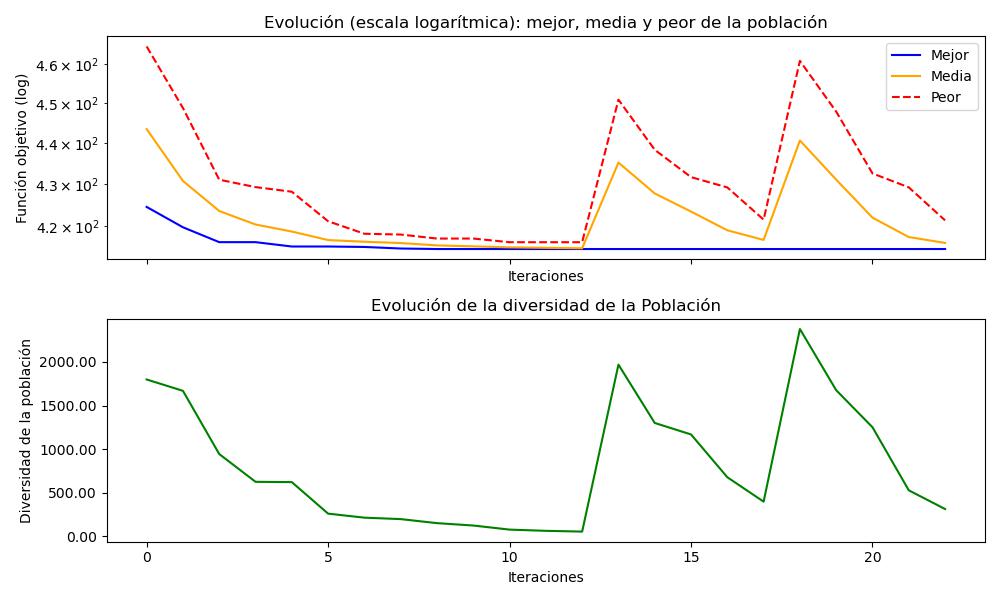 Evolución (escala logarítmica): mejor, media y peor de la población
Función objetivo (log)
4.6 × 10²
4.5 × 10²
4.4 × 10²
4.3 × 10²
4.2 × 10²
Mejor
Media
Peor
Iteraciones
Evolución de la diversidad de la Población
Diversidad de la población
2000.00
1500.00
1000.00
500.00
0.00
0 5 10 15 20
Iteraciones